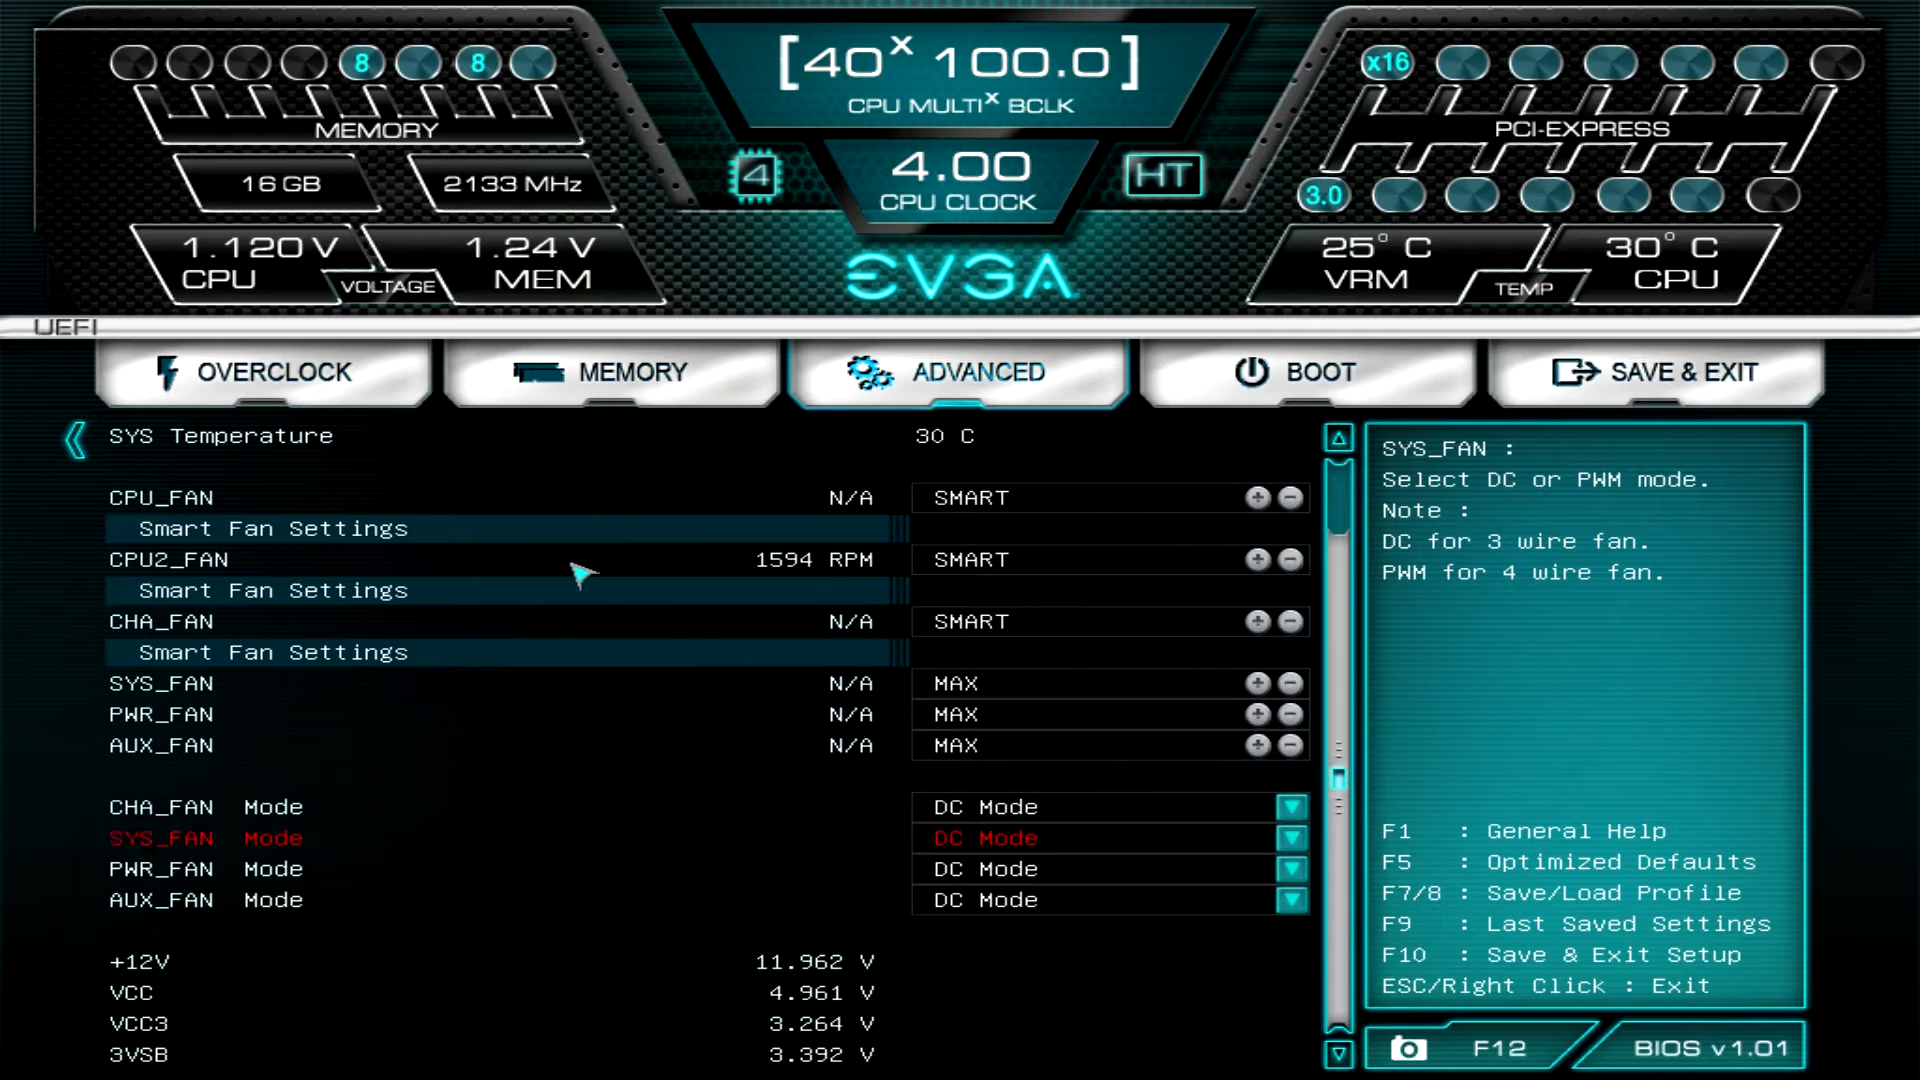 8 8
MEMORY
16 GB 2133 MHz
1.120 V CPU
VOLTAGE
1.24 V MEM
[40x 100.0]
CPU MULTIx BCLK
4
4.00
CPU CLOCK
HT
EVGA
x16
PCI-EXPRESS
3.0
25° C VRM
TEMP
30° C CPU
UEFI
OVERCLOCK MEMORY ADVANCED BOOT SAVE & EXIT
SYS Temperature 30 C
CPU_FAN N/A SMART
Smart Fan Settings
CPU2_FAN 1594 RPM SMART
Smart Fan Settings
CHA_FAN N/A SMART
Smart Fan Settings
SYS_FAN N/A MAX
PWR_FAN N/A MAX
AUX_FAN N/A MAX
CHA_FAN Mode DC Mode
SYS_FAN Mode DC Mode
PWR_FAN Mode DC Mode
AUX_FAN Mode DC Mode
+12V 11.962 V
VCC 4.961 V
VCC3 3.264 V
3VSB 3.392 V
SYS_FAN :
Select DC or PWM mode.
Note :
DC for 3 wire fan.
PWM for 4 wire fan.
F1 : General Help
F5 : Optimized Defaults
F7/8 : Save/Load Profile
F9 : Last Saved Settings
F10 : Save & Exit Setup
ESC/Right Click : Exit
F12 BIOS v1.01